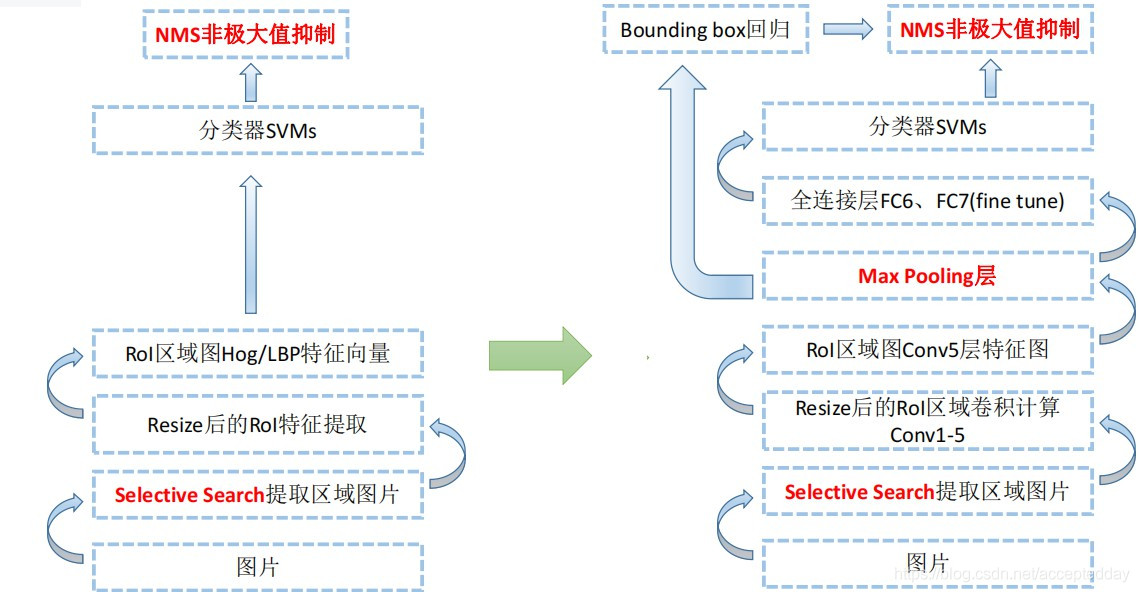 NMS非极大值抑制
分类器SVMs
RoI区域图Hog/LBP特征向量
Resize后的RoI特征提取
Selective Search提取区域图片
图片
Bounding box回归
NMS非极大值抑制
分类器SVMs
全连接层FC6、FC7(fine tune)
Max Pooling层
RoI区域图Conv5层特征图
Resize后的RoI区域卷积计算
Conv1-5
Selective Search提取区域图片
图片
https://blog.csdn.net/acceptedday